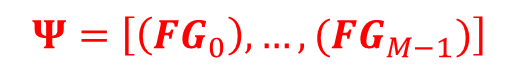 𝚿 = [(𝑭𝑮₀), … , (𝑭𝑮_{𝑀−1})]